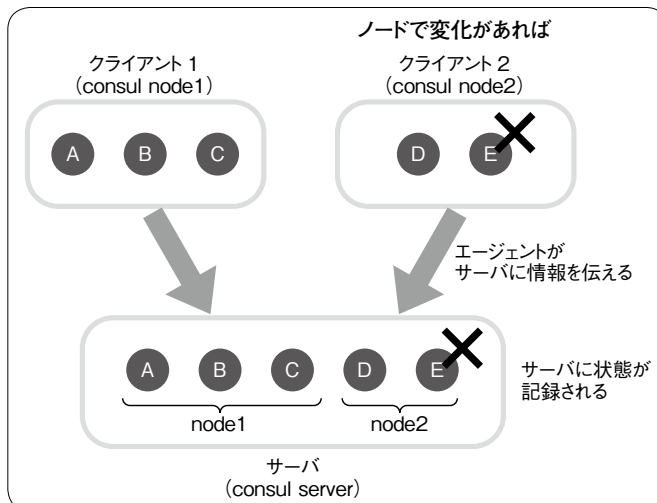 ノードで変化があれば
クライアント 1
(consul node1)
クライアント 2
(consul node2)
A B C
D E
エージェントが
サーバに情報を伝える
A B C D E
node1 node2
サーバに状態が
記録される
サーバ
(consul server)